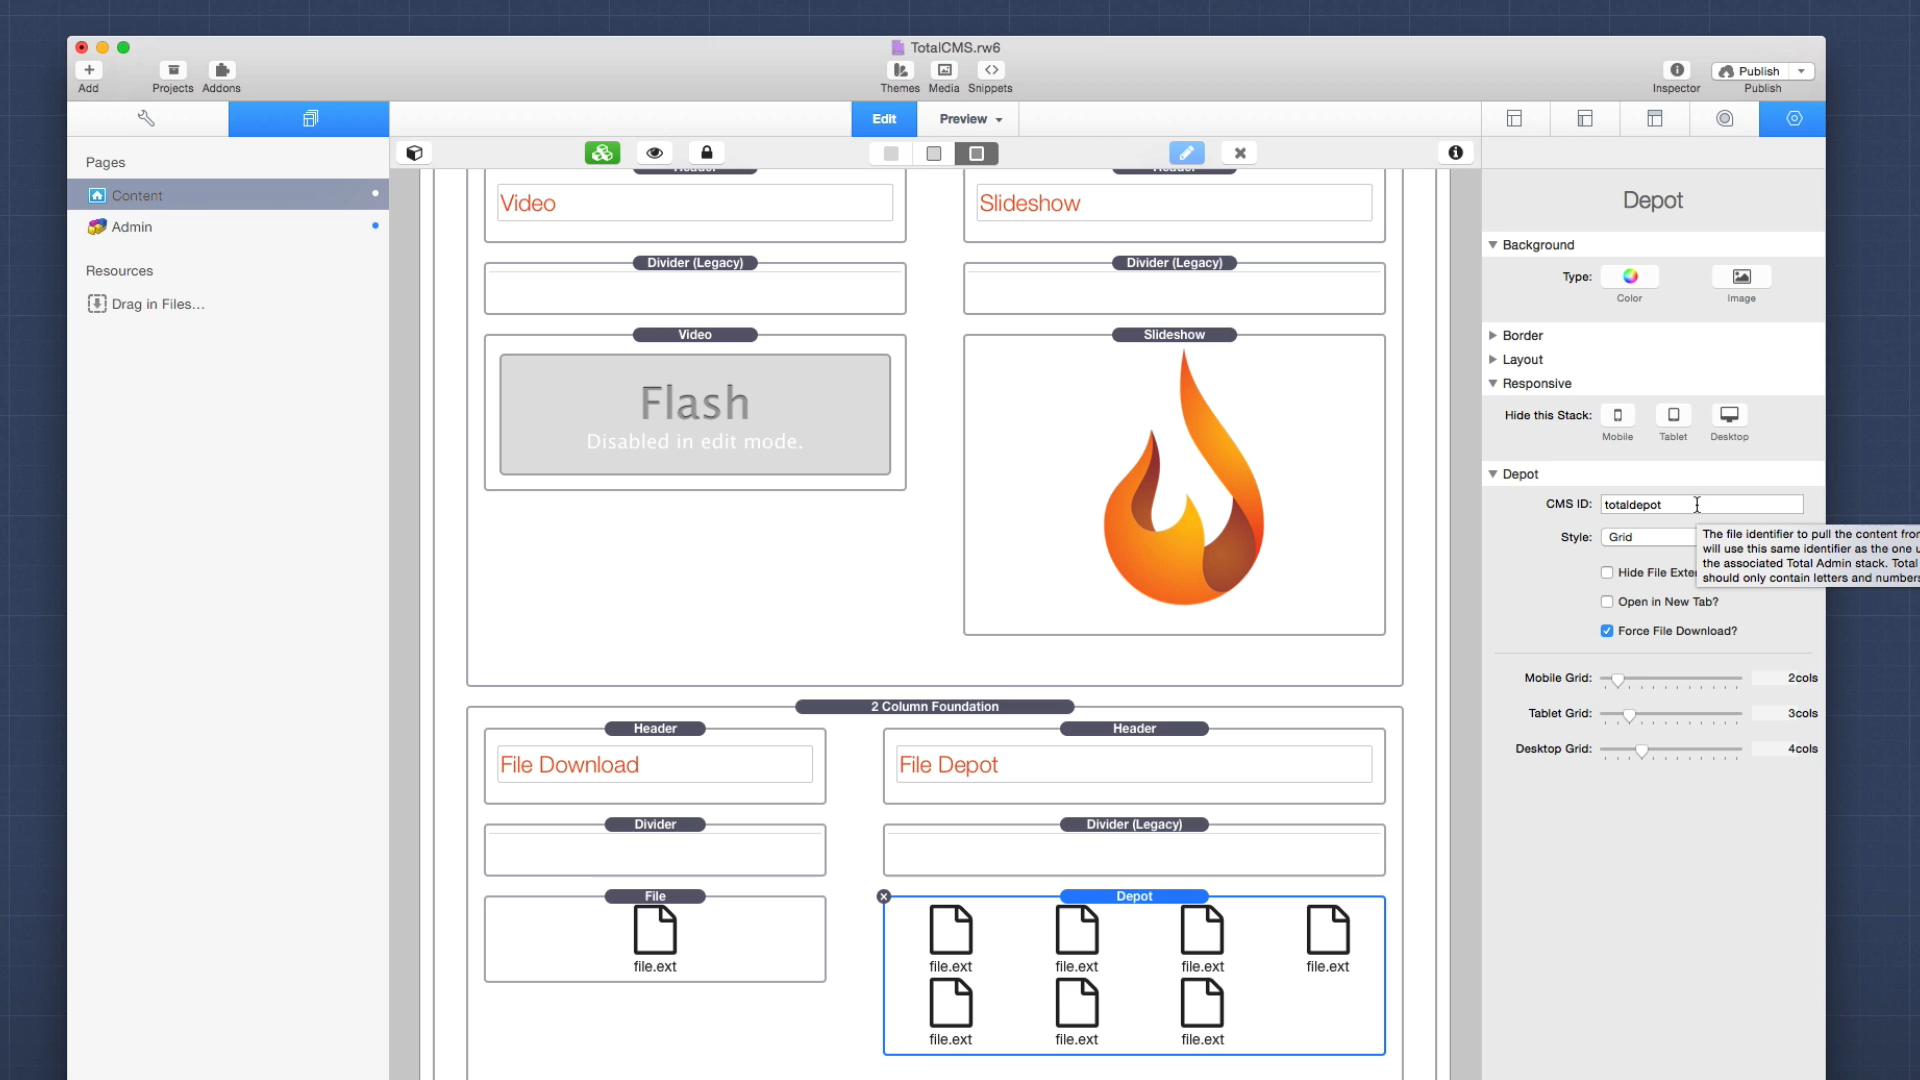 TotalCMS.rw6
Add
Projects
Addons
Themes
Media
Snippets
Inspector
Publish
Publish
Edit
Preview
Pages
Content
Admin
Resources
Drag in Files...
Header
Video
Header
Slideshow
Divider (Legacy)
Divider (Legacy)
Video
Flash
Disabled in edit mode.
Slideshow
2 Column Foundation
Header
File Download
Header
File Depot
Divider
Divider (Legacy)
File
file.ext
Depot
file.ext
file.ext
file.ext
file.ext
file.ext
file.ext
file.ext
Depot
Background
Type:
Color
Image
Border
Layout
Responsive
Hide this Stack:
Mobile
Tablet
Desktop
Depot
CMS ID: totaldepot
Style: Grid
The file identifier to pull the content
will use this same identifier as the one
the associated Total Admin stack. Total
should only contain letters and numbers
Hide File
Open in New Tab?
Force File Download?
Mobile Grid: 2cols
Tablet Grid: 3cols
Desktop Grid: 4cols